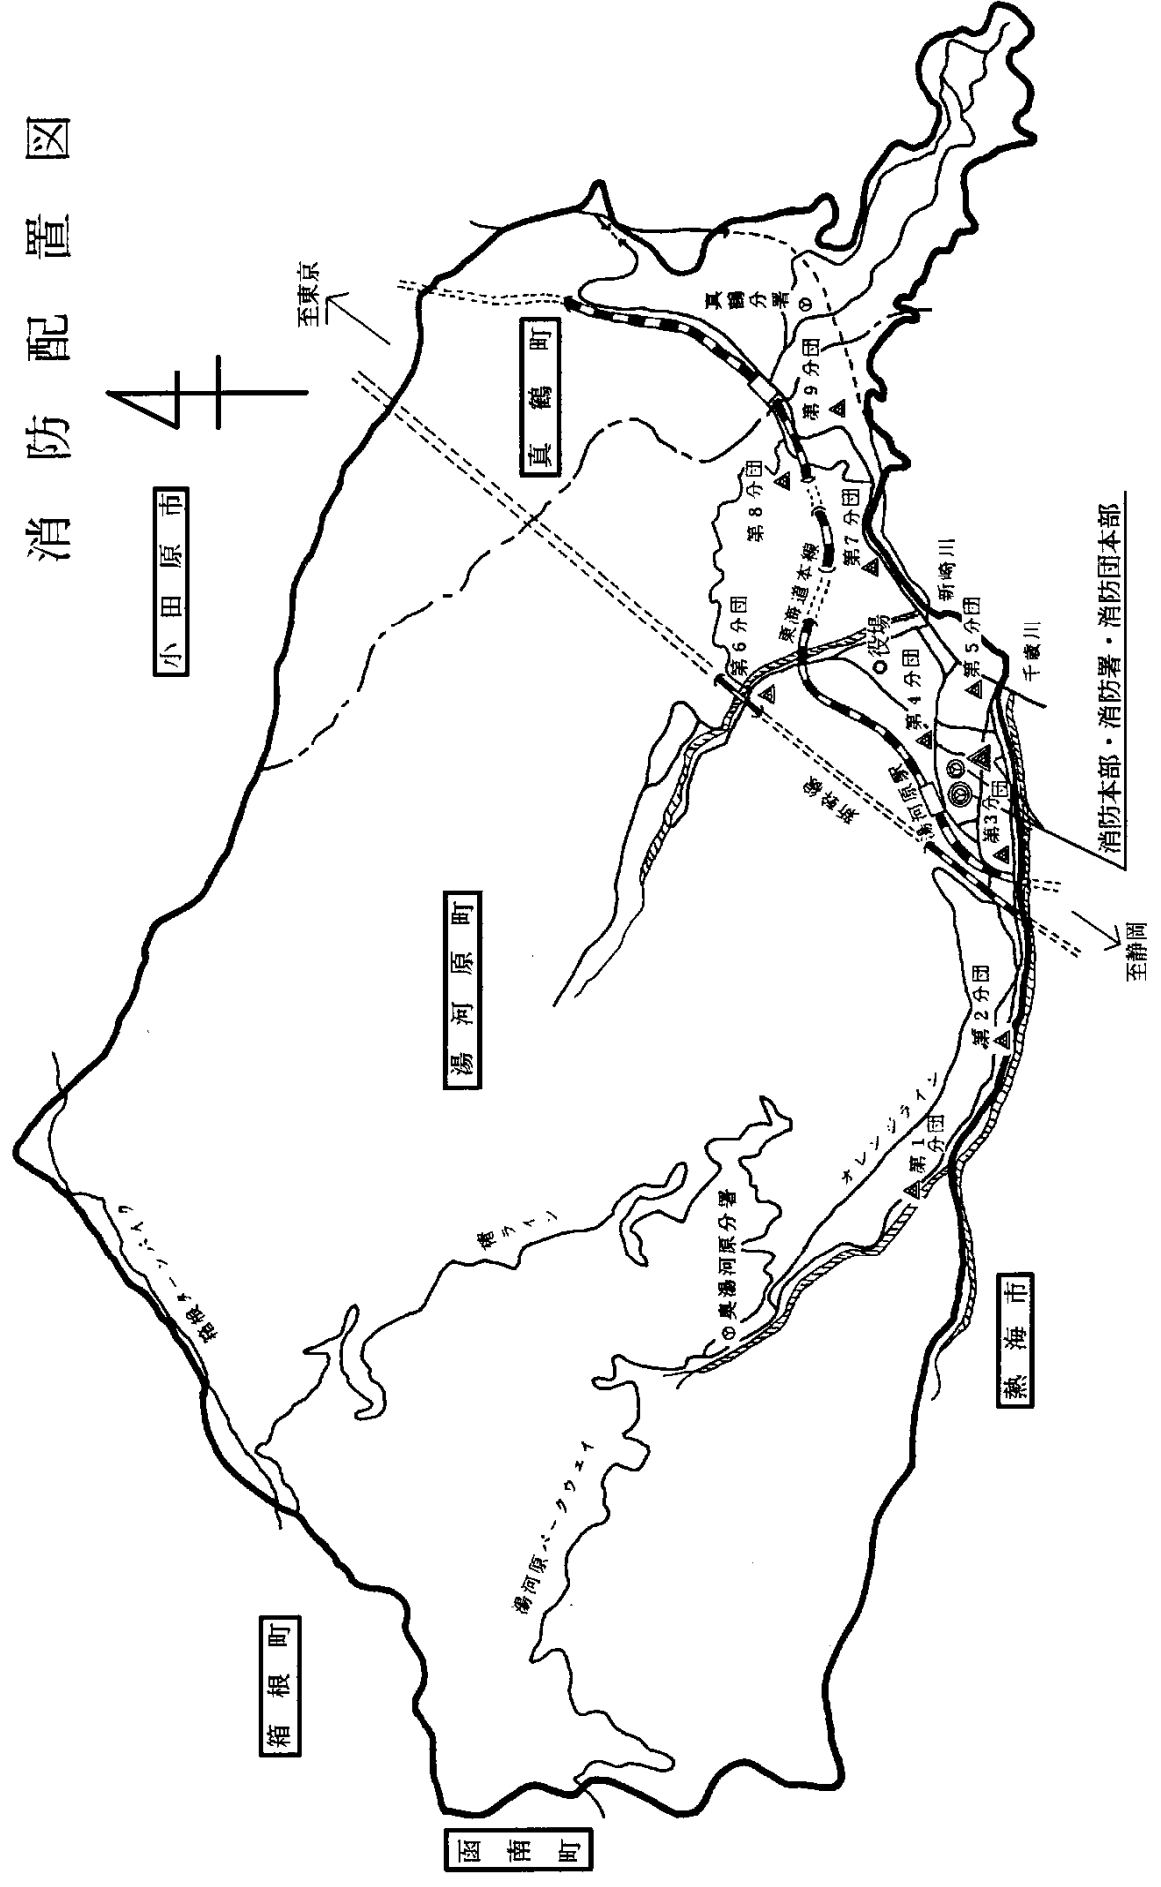 消防配置図
小田原市
至東京
真鶴町
湯河原町
箱根町
函南町
熱海市
箱根ターンパイク
椿ライン
湯河原パークウェイ
奥湯河原分署
オレンジライン
第1
分団
第2分団
第3分
団
第4分団
第5分団
第6分団
第7分団
第8分団
第9分団
真鶴分署
東海道本線
新幹線
湯河原駅
役場
新崎川
千歳川
至静岡
消防本部・消防署・消防団本部